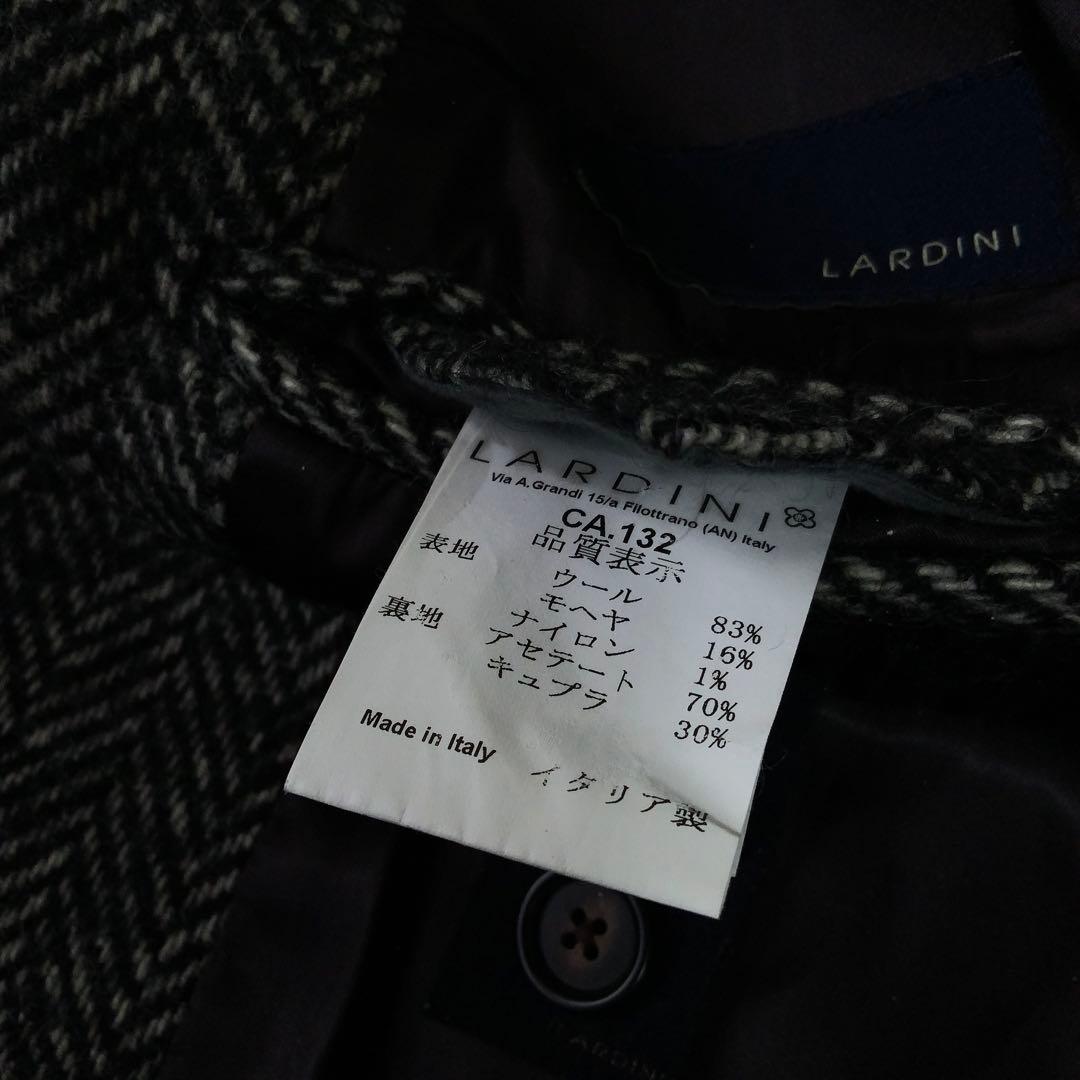 LARDINI
LARDINI
Via A.Grandi 15/a Filottrano (AN) Italy
CA.132
品質表示
表地 ウール 83%
モヘヤ 16%
ナイロン 1%
裏地 アセテート 70%
キュプラ 30%
Made in Italy イタリア製